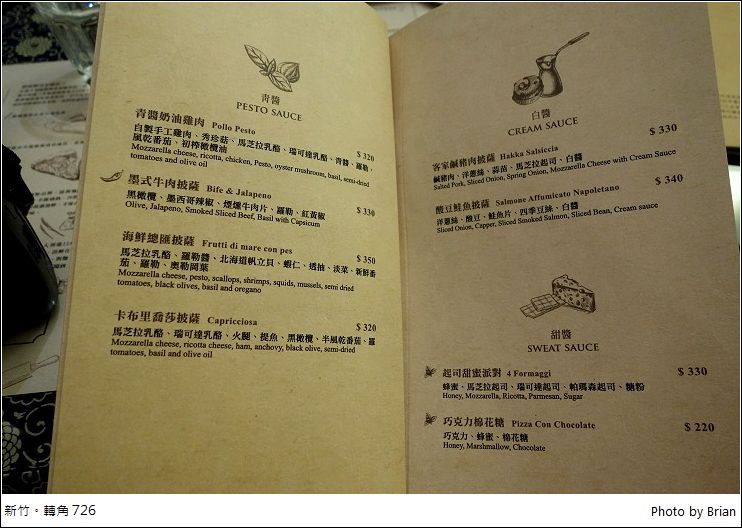 青醬
PESTO SAUCE
青醬奶油雞肉 Pollo Pesto
$ 320
自製手工雞肉、秀珍菇、馬芝拉乳酪、瑞可達乳酪、青醬、羅勒、
風乾番茄、初榨橄欖油
Mozzarella cheese, ricotta, chicken, Pesto, oyster mushroom, basil, semi-dried
tomatoes and olive oil
墨式牛肉披薩 Bife & Jalapeno
$ 330
黑橄欖、墨西哥辣椒、煙燻牛肉片、羅勒、紅黃椒
Olive, Jalapeno, Smoked Sliced Beef, Basil with Capsicum
海鮮總匯披薩 Frutti di mare con pes
$ 350
馬芝拉乳酪、羅勒醬、北海道帆立貝、蝦仁、透抽、淡菜、新鮮番
茄、羅勒、奧勒岡葉
Mozzarella cheese, pesto, scallops, shrimps, squids, mussels, semi dried
tomatoes, black olives, basil and oregano
卡布里喬莎披薩 Capricciosa
$ 320
馬芝拉乳酪、瑞可達乳酪、火腿、提魚、黑橄欖、半風乾番茄、羅
Mozzarella cheese, ricotta cheese, ham, anchovy, black olive, semi-dried
tomatoes, basil and olive oil
白醬
CREAM SAUCE
客家鹹豬肉披薩 Hakka Salsiccia
$ 330
鹹豬肉、洋蔥絲、蒜苗、馬芝拉起司、白醬
Salted Pork, Sliced Onion, Spring Onion, Mozzarella Cheese with Cream Sauce
酸豆鮭魚披薩 Salmone Affumicato Napoletano
$ 340
洋蔥絲、酸豆、鮭魚片、四季豆絲、白醬
Sliced Onion, Capper, Sliced Smoked Salmon, Sliced Bean, Cream sauce
甜醬
SWEAT SAUCE
起司甜蜜派對 4 Formaggi
$ 330
蜂蜜、馬芝拉起司、瑞可達起司、帕瑪森起司、糖粉
Honey, Mozzarella, Ricotta, Parmesan, Sugar
巧克力棉花糖 Pizza Con Chocolate
$ 220
巧克力、蜂蜜、棉花糖
Honey, Marshmallow, Chocolate
新竹。轉角726
Photo by Brian